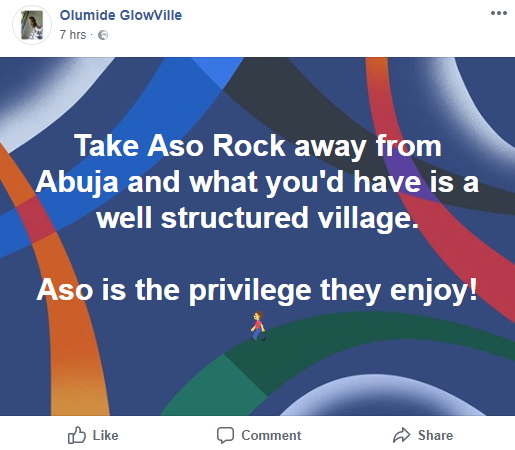 Olumide GlowVille
7 hrs ·
Take Aso Rock away from
Abuja and what you'd have is a
well structured village.
Aso is the privilege they enjoy!
Like Comment Share